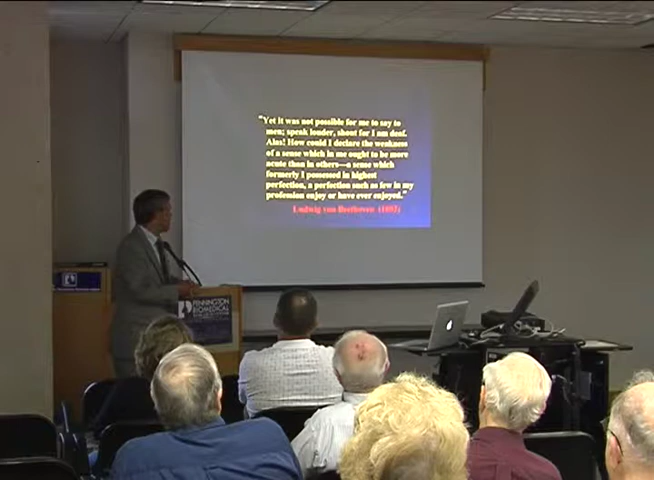 "Yet it was not possible for me to say to
men; speak louder, shout for I am deaf.
Alas! How could I declare the weakness
of a sense which in me ought to be more
acute than in others—a sense which
formerly I possessed in highest
perfection, a perfection such as few in my
profession enjoy or have ever enjoyed."
Ludwig van Beethoven (1802)
PENNINGTON
BIOMEDICAL